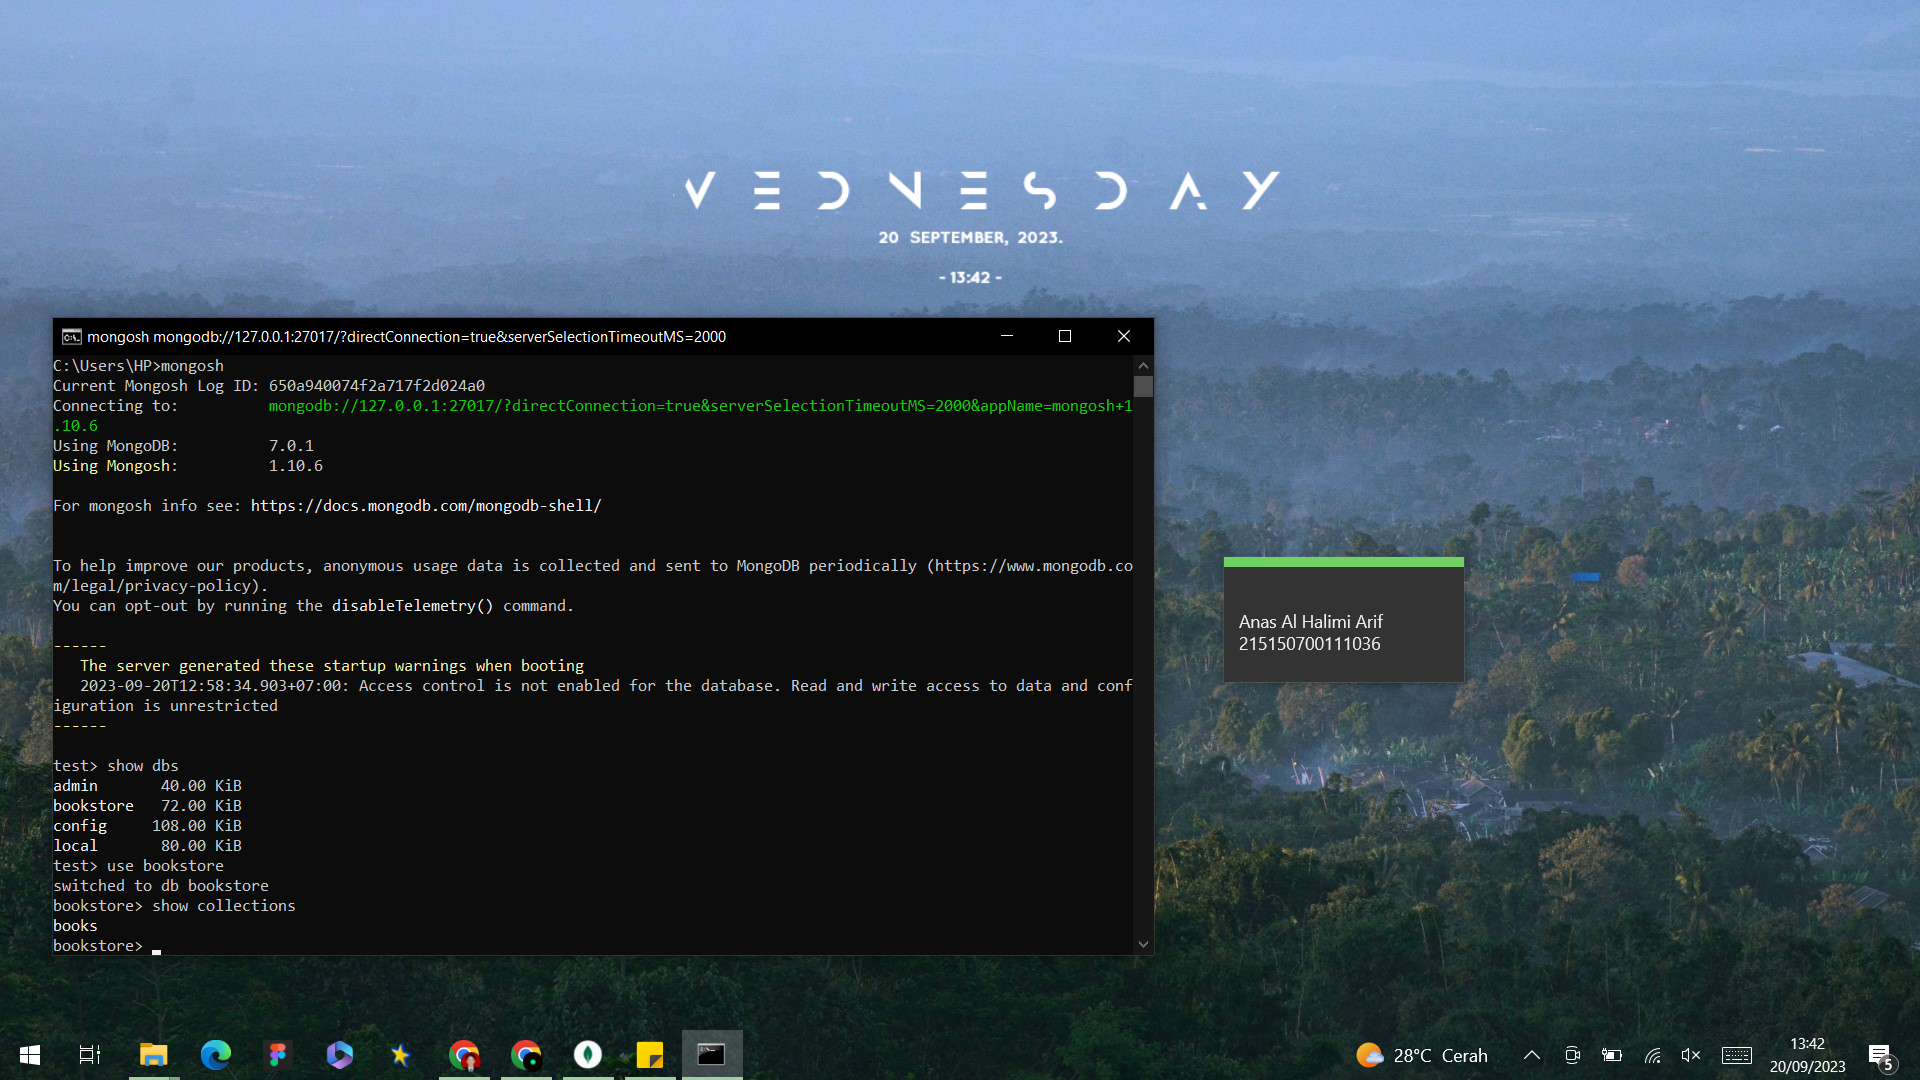 VEDNESDAY
20 SEPTEMBER, 2023.
- 13:42 -
mongosh mongodb://127.0.0.1:27017/?directConnection=true&serverSelectionTimeoutMS=2000
C:\Users\HP>mongosh
Current Mongosh Log ID: 650a940074f2a717f2d024a0
Connecting to: mongodb://127.0.0.1:27017/?directConnection=true&serverSelectionTimeoutMS=2000&appName=mongosh+1
.10.6
Using MongoDB: 7.0.1
Using Mongosh: 1.10.6
For mongosh info see: https://docs.mongodb.com/mongodb-shell/
To help improve our products, anonymous usage data is collected and sent to MongoDB periodically (https://www.mongodb.co
m/legal/privacy-policy).
You can opt-out by running the disableTelemetry() command.
------
The server generated these startup warnings when booting
2023-09-20T12:58:34.903+07:00: Access control is not enabled for the database. Read and write access to data and conf
iguration is unrestricted
------
test> show dbs
admin 40.00 KiB
bookstore 72.00 KiB
config 108.00 KiB
local 80.00 KiB
test> use bookstore
switched to db bookstore
bookstore> show collections
books
bookstore>
Anas Al Halimi Arif
215150700111036
28°C Cerah
13:42
20/09/2023
5